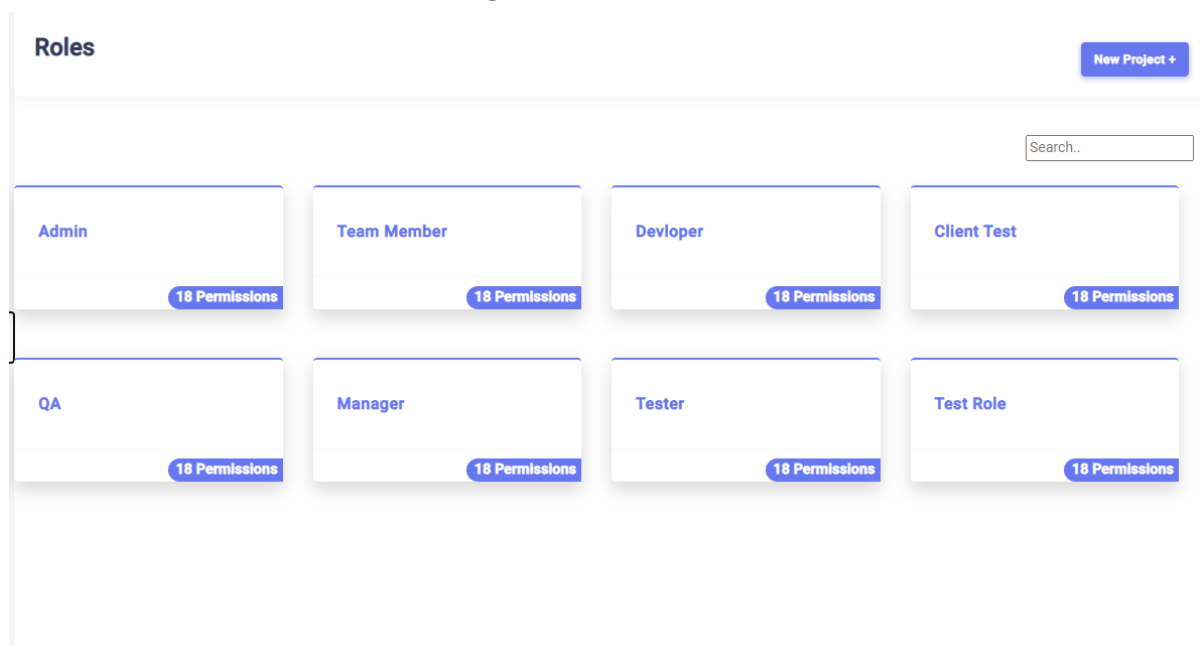 Roles
New Project +
Search..
Admin
Team Member
Devloper
Client Test
18 Permissions
18 Permissions
18 Permissions
18 Permissions
QA
Manager
Tester
Test Role
18 Permissions
18 Permissions
18 Permissions
18 Permissions